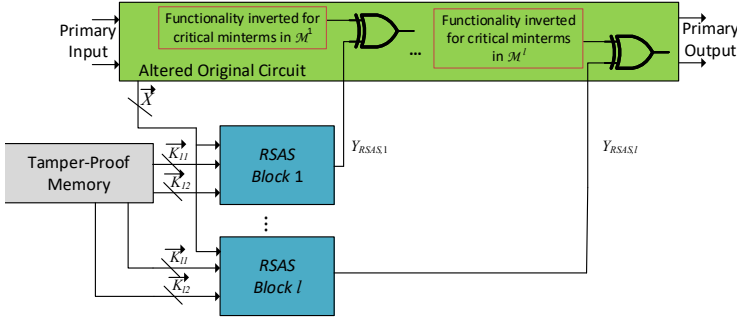 Primary
Input
Functionality inverted for
critical minterms in ℳ¹
...
Functionality inverted
for critical minterms
in ℳˡ
Primary
Output
Altered Original Circuit
X⃗
Tamper-Proof
Memory
K⃗l1
K⃗l2
RSAS
Block 1
Y_RSAS,1
Y_RSAS,l
...
K⃗l1
K⃗l2
RSAS
Block l